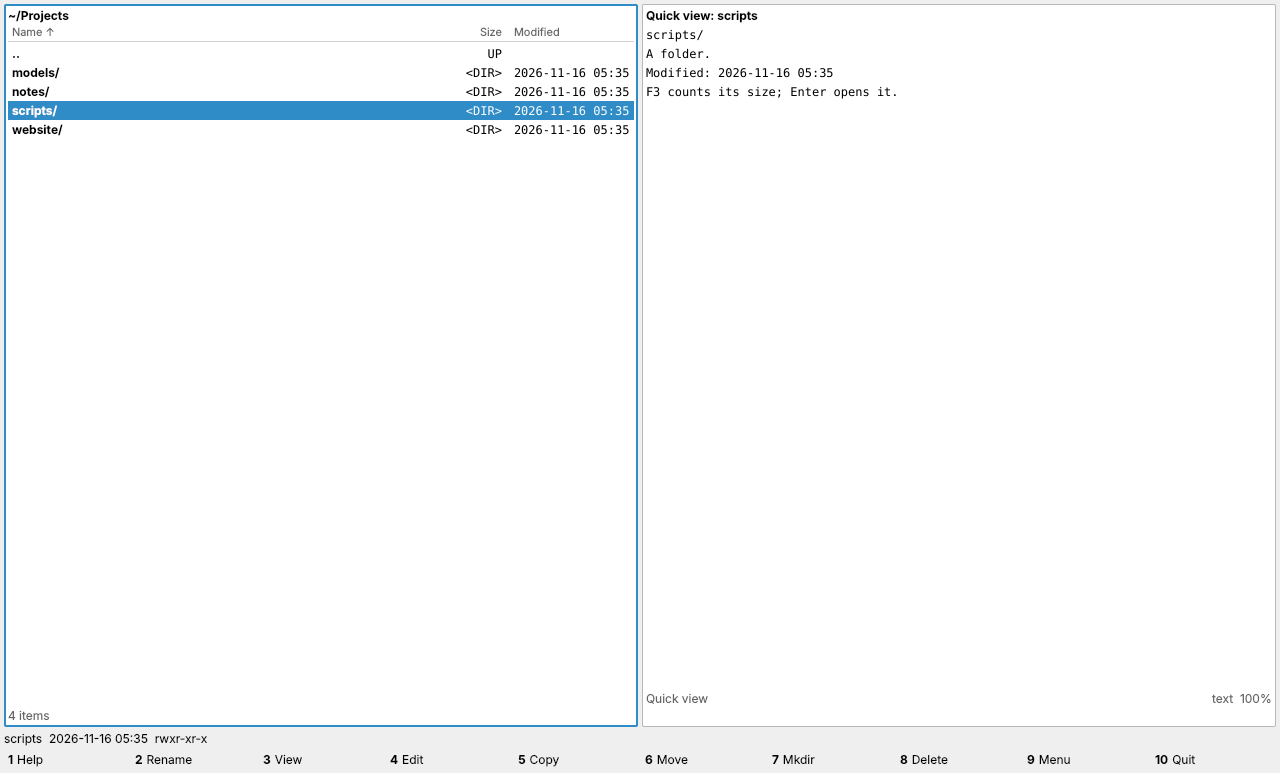 ~/Projects
Name ↑ Size Modified
.. UP
models/ <DIR> 2026-11-16 05:35
notes/ <DIR> 2026-11-16 05:35
scripts/ <DIR> 2026-11-16 05:35
website/ <DIR> 2026-11-16 05:35
4 items
Quick view: scripts
scripts/
A folder.
Modified: 2026-11-16 05:35
F3 counts its size; Enter opens it.
Quick view text 100%
scripts 2026-11-16 05:35 rwxr-xr-x
1 Help 2 Rename 3 View 4 Edit 5 Copy 6 Move 7 Mkdir 8 Delete 9 Menu 10 Quit